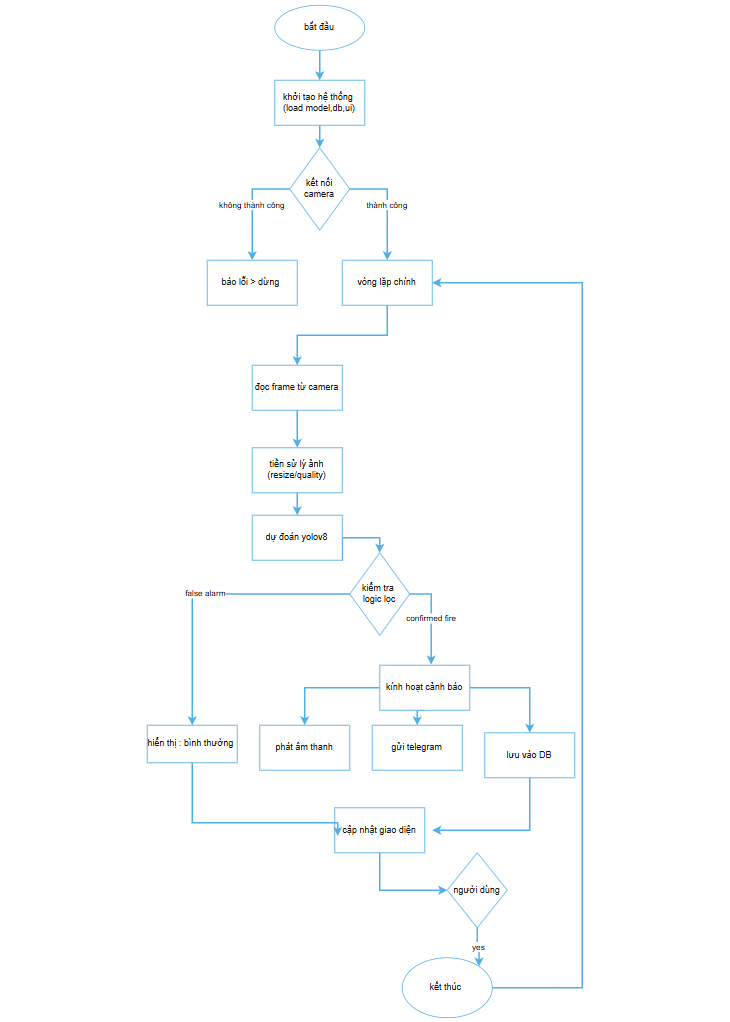 bắt đầu
khởi tạo hệ thống
(load model,db,ui)
kết nối
camera
không thành công
thành công
báo lỗi > dừng
vòng lặp chính
đọc frame từ camera
tiền sử lý ảnh
(resize/quality)
dự đoán yolov8
kiểm tra
logic lọc
false alarm
confirmed fire
kính hoạt cảnh báo
hiển thị : bình thường
phát âm thanh
gửi telegram
lưu vào DB
cập nhật giao diện
người dùng
yes
kết thúc